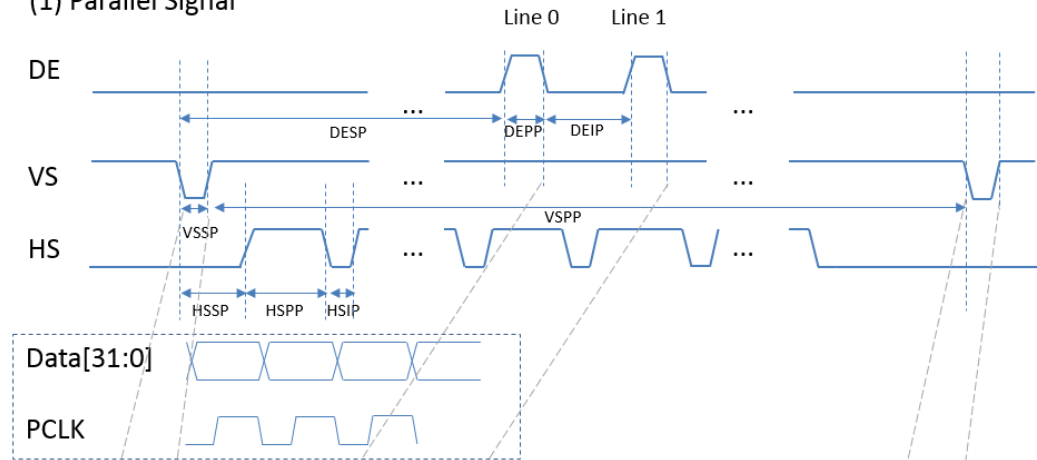 (1) Parallel Signal
Line 0 Line 1
DE
... ...
DESP DEPP DEIP
VS
... ...
VSSP VSPP
HS
... ...
HSSP HSPP HSIP
Data[31:0]
PCLK